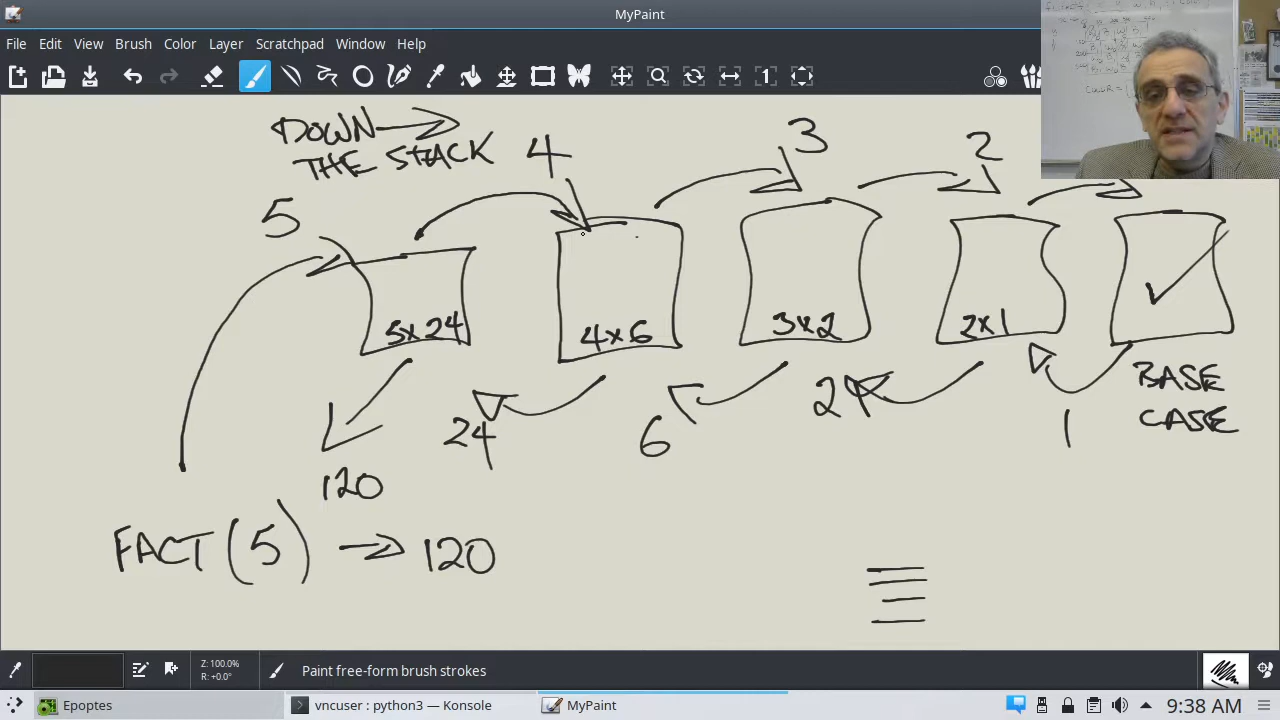 MyPaint
File Edit View Brush Color Layer Scratchpad Window Help
DOWN →
THE STACK
4
3
2
5
5x24
4x6
3x2
2x1
BASE
CASE
24
6
2
1
120
FACT(5) → 120
Z: 100.0%
R: +0.0°
Paint free-form brush strokes
Epoptes
vncuser : python3 — Konsole
MyPaint
9:38 AM